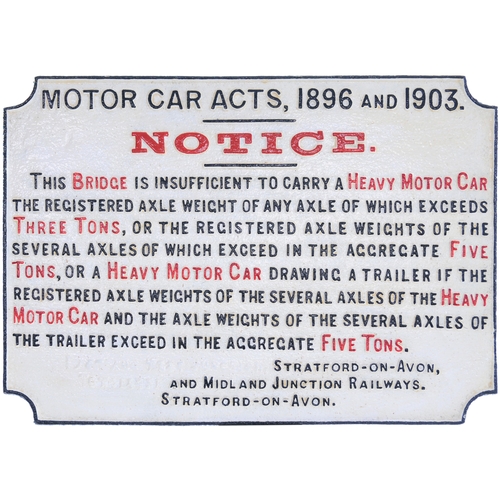 MOTOR CAR ACTS, 1896 AND 1903.
NOTICE.
THIS BRIDGE IS INSUFFICIENT TO CARRY A HEAVY MOTOR CAR
THE REGISTERED AXLE WEIGHT OF ANY AXLE OF WHICH EXCEEDS
THREE TONS, OR THE REGISTERED AXLE WEIGHTS OF THE
SEVERAL AXLES OF WHICH EXCEED IN THE AGGREGATE FIVE
TONS, OR A HEAVY MOTOR CAR DRAWING A TRAILER IF THE
REGISTERED AXLE WEIGHTS OF THE SEVERAL AXLES OF THE HEAVY
MOTOR CAR AND THE AXLE WEIGHTS OF THE SEVERAL AXLES OF
THE TRAILER EXCEED IN THE AGGREGATE FIVE TONS.
STRATFORD-ON-AVON,
AND MIDLAND JUNCTION RAILWAYS.
STRATFORD-ON-AVON.